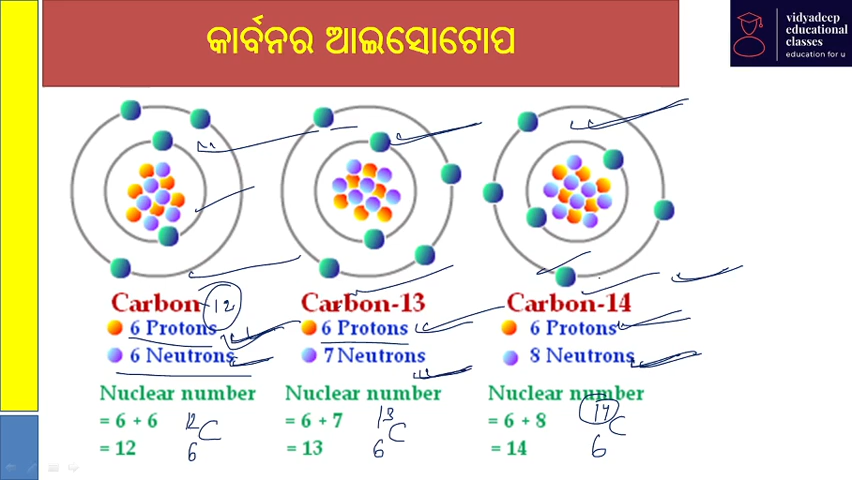 କାର୍ବନର ଆଇସୋଟୋପ
vidyadeep
educational
classes
education for u
Carbon-12
6 Protons
6 Neutrons
Nuclear number
= 6 + 6
= 12
12
C
6
Carbon-13
6 Protons
7 Neutrons
Nuclear number
= 6 + 7
= 13
13
C
6
Carbon-14
6 Protons
8 Neutrons
Nuclear number
= 6 + 8
= 14
14
C
6